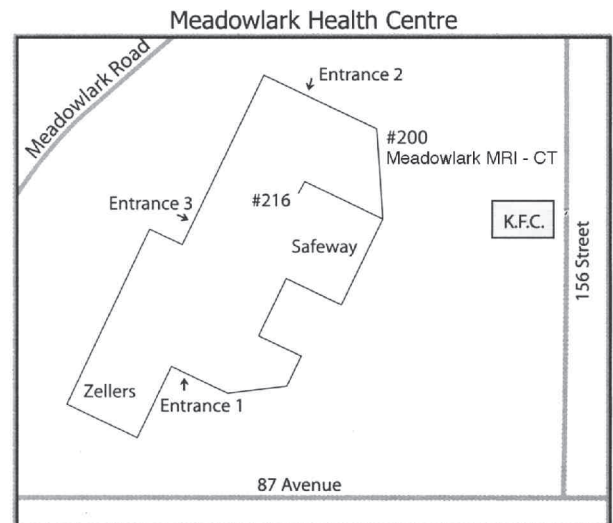 Meadowlark Health Centre
Meadowlark Road
Entrance 2
#200
Meadowlark MRI - CT
Entrance 3
#216
K.F.C.
Safeway
156 Street
Zellers
Entrance 1
87 Avenue